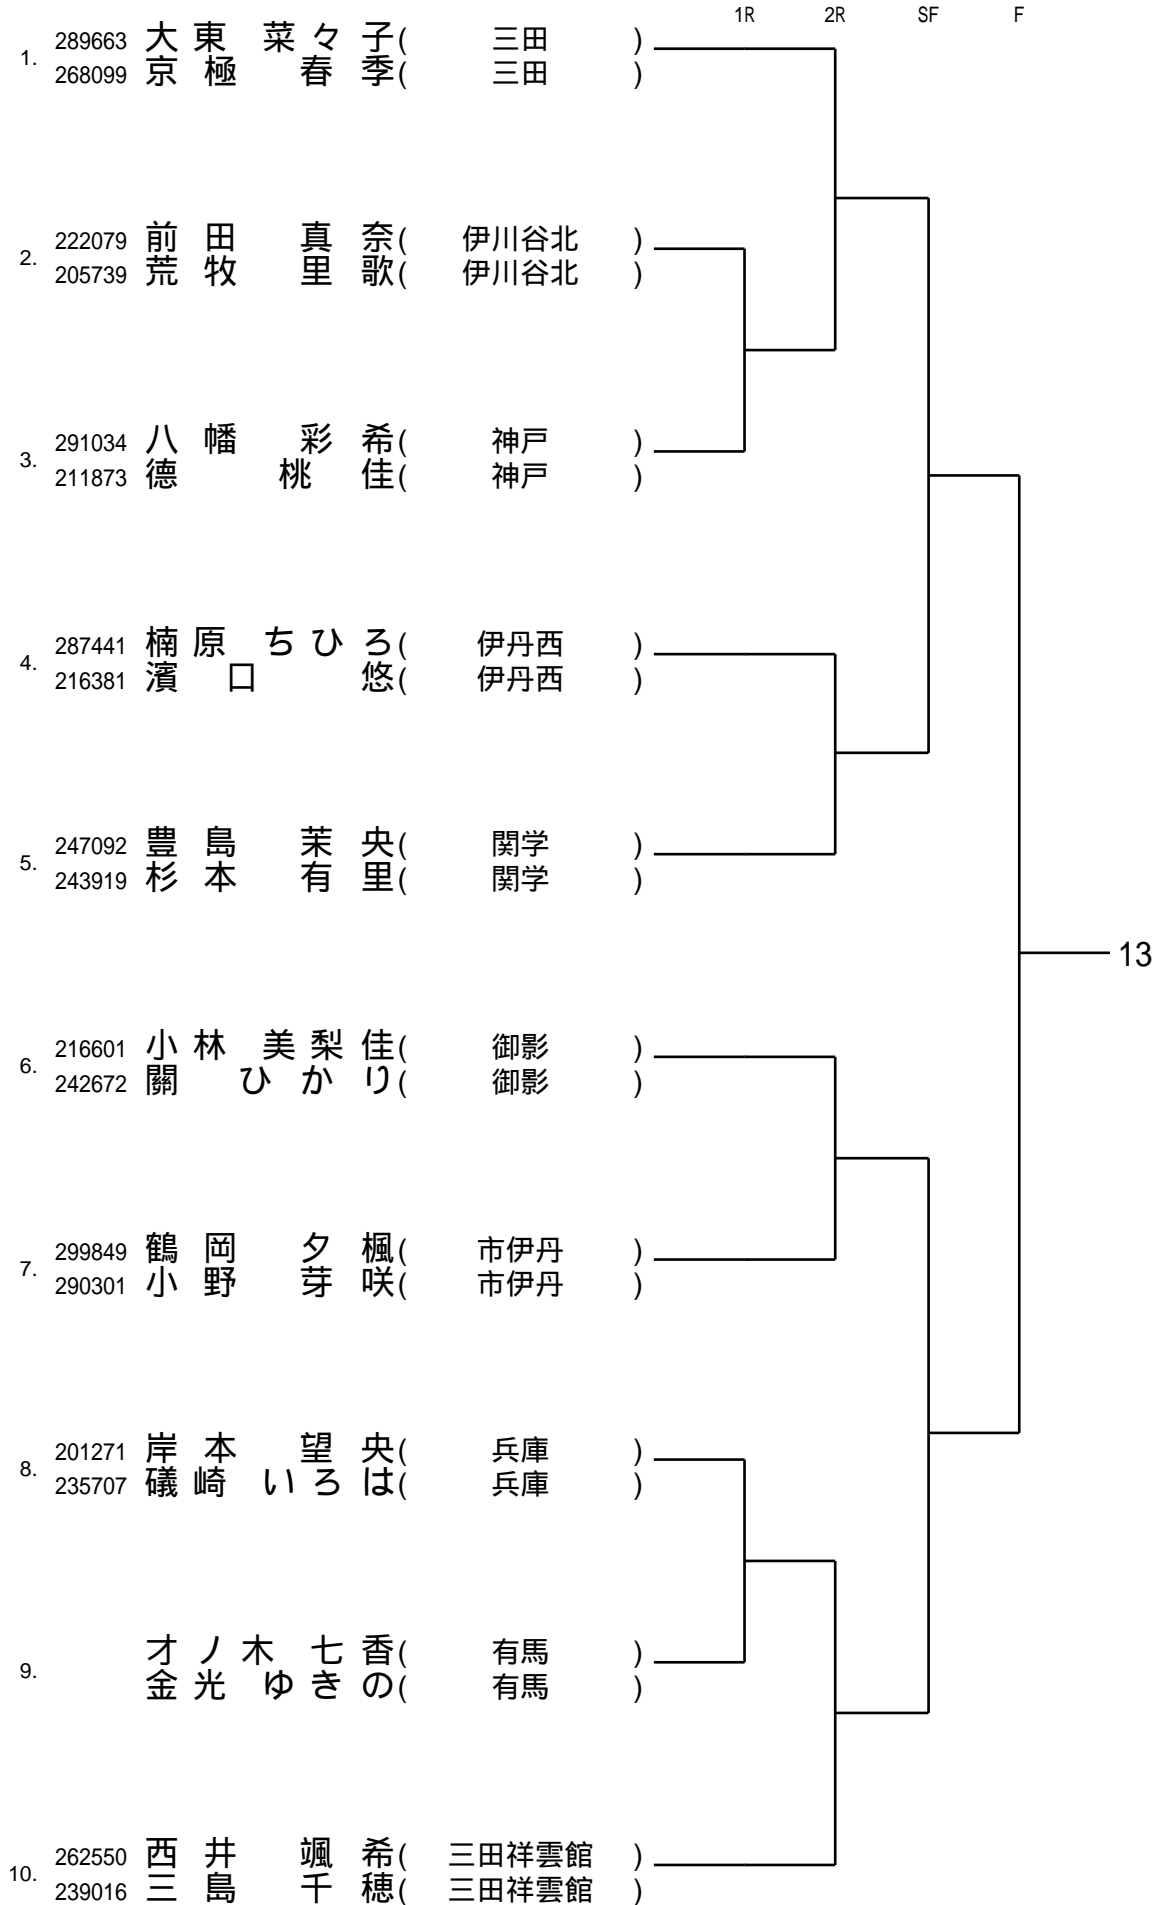 1R 2R SF F
1. 289663 大東 菜々子( 三田 )
268099 京極 春季( 三田 )
2. 222079 前田 真奈( 伊川谷北 )
205739 荒牧 里歌( 伊川谷北 )
3. 291034 八幡 彩希( 神戸 )
211873 德 桃佳( 神戸 )
4. 287441 楠原 ちひろ( 伊丹西 )
216381 濱口 悠( 伊丹西 )
5. 247092 豊島 茉央( 関学 )
243919 杉本 有里( 関学 )
13
6. 216601 小林 美梨佳( 御影 )
242672 關 ひかり( 御影 )
7. 299849 鶴岡 夕楓( 市伊丹 )
290301 小野 芽咲( 市伊丹 )
8. 201271 岸本 望央( 兵庫 )
235707 礒崎 いろは( 兵庫 )
9. 才ノ木 七香( 有馬 )
金光 ゆきの( 有馬 )
10. 262550 西井 颯希( 三田祥雲館 )
239016 三島 千穂( 三田祥雲館 )